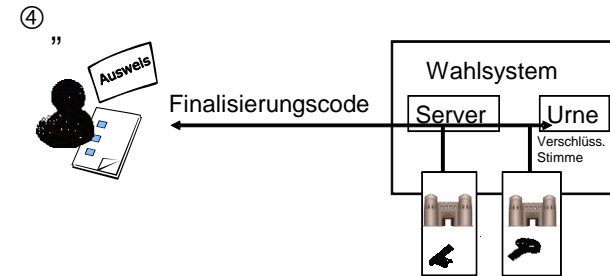 ④
”
Ausweis
Finalisierungscode
Wahlsystem
Server
Urne
Verschlüss.
Stimme